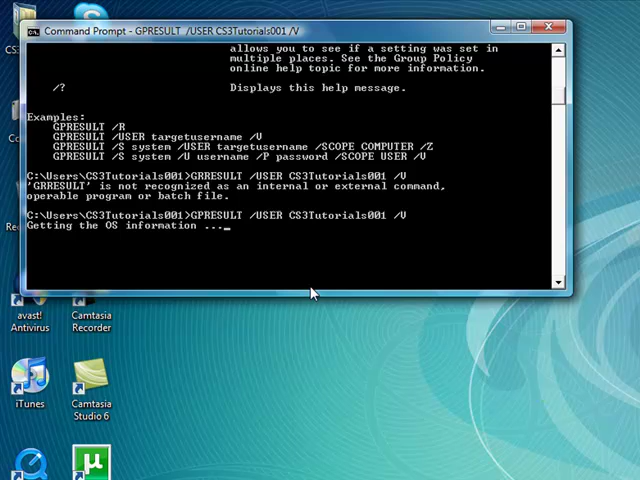 Command Prompt - GPRESULT /USER CS3Tutorials001 /V
allows you to see if a setting was set in
multiple places. See the Group Policy
online help topic for more information.
/? Displays this help message.
Examples:
GPRESULT /R
GPRESULT /USER targetusername /V
GPRESULT /S system /USER targetusername /SCOPE COMPUTER /Z
GPRESULT /S system /U username /P password /SCOPE USER /V
C:\Users\CS3Tutorials001>GRRESULT /USER CS3Tutorials001 /V
'GRRESULT' is not recognized as an internal or external command,
operable program or batch file.
C:\Users\CS3Tutorials001>GPRESULT /USER CS3Tutorials001 /V
Getting the OS information ..._
avast!
Antivirus
Camtasia
Recorder
iTunes
Camtasia
Studio 6